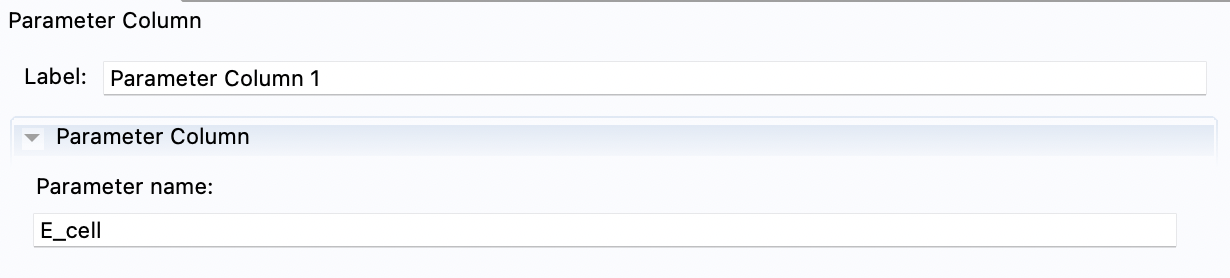 Parameter Column
Label: Parameter Column 1
Parameter Column
Parameter name:
E_cell